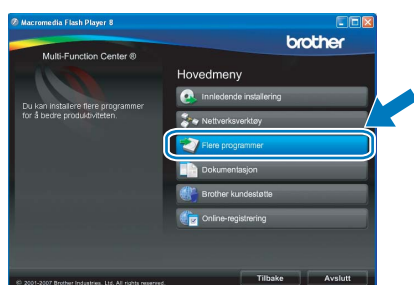 Macromedia Flash Player 8
brother
Multi-Function Center ®
Hovedmeny
Du kan installere flere programmer
for å bedre produktiviteten.
Innledende installering
Nettverksverktøy
Flere programmer
Dokumentasjon
Brother kundestøtte
Online-registrering
Tilbake
Avslutt
© 2001-2007 Brother Industries, Ltd. All rights reserved.